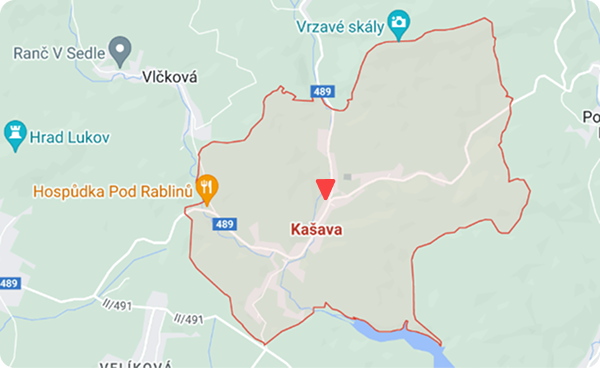 Vrzavé skály
Ranč V Sedle
Vlčková
489
Po
Hrad Lukov
Hospůdka Pod Rablinů
489
Kašava
489
II/491
II/491
VELÍKOVÁ